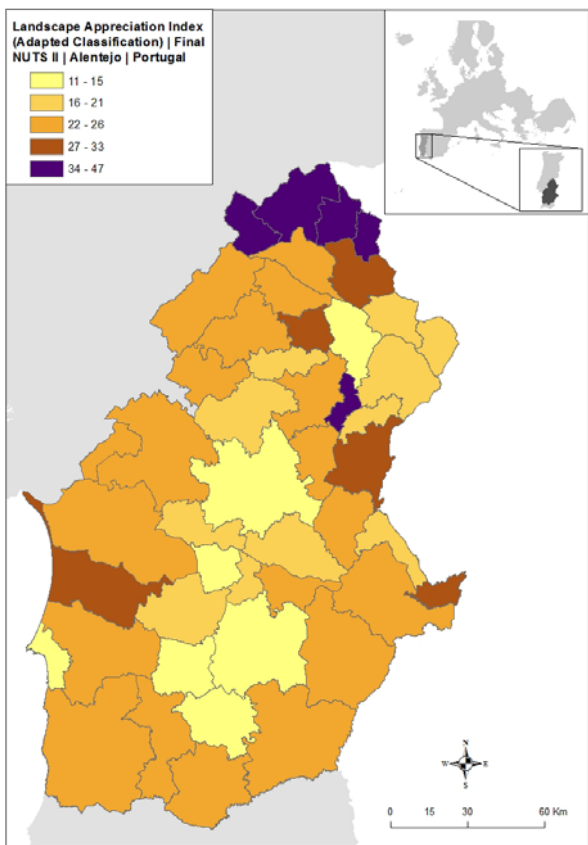 Landscape Appreciation Index
(Adapted Classification) | Final
NUTS II | Alentejo | Portugal
11 - 15
16 - 21
22 - 26
27 - 33
34 - 47
N
W E
S
0 15 30 60 Km